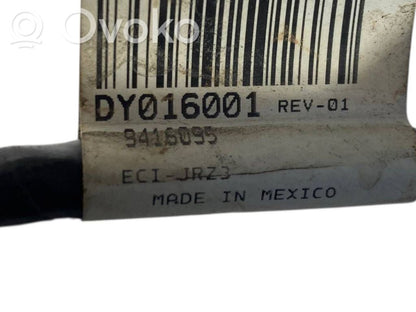 OVOKO
DY016001 REV-01
9416095
ECI-JRZ3
MADE IN MEXICO